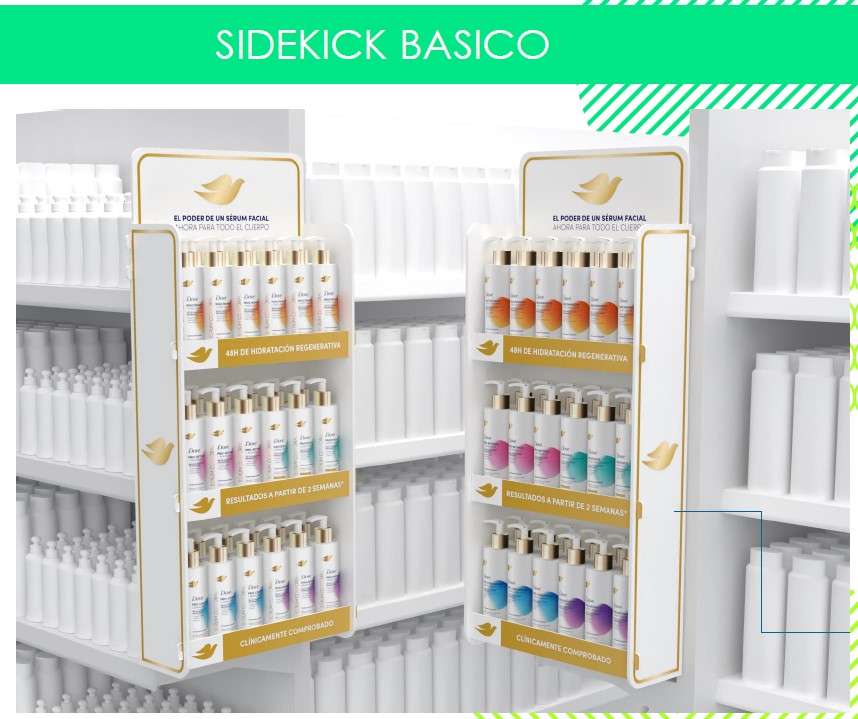 SIDEKICK BASICO
EL PODER DE UN SÉRUM FACIAL
AHORA PARA TODO EL CUERPO
48H DE HIDRATACIÓN REGENERATIVA
RESULTADOS A PARTIR DE 2 SEMANAS*
CLÍNICAMENTE COMPROBADO
EL PODER DE UN SÉRUM FACIAL
AHORA PARA TODO EL CUERPO
48H DE HIDRATACIÓN REGENERATIVA
RESULTADOS A PARTIR DE 2 SEMANAS*
CLÍNICAMENTE COMPROBADO
Dove